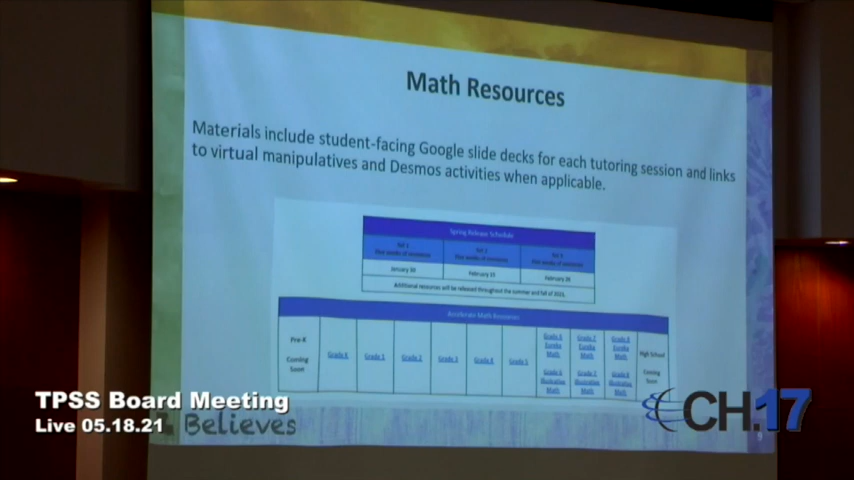 Math Resources
Materials include student-facing Google slide decks for each tutoring session and links
to virtual manipulatives and Desmos activities when applicable.
Spring Release Schedule
January
February
February
Additional resources will be released throughout the summer and fall of 2021.
Accelerate Math Resources
Pre-K
Coming
Soon
Grade K
Grade 1
Grade 2
Grade 3
Grade 4
Grade 5
Grade 6
Eureka
Math
Grade 6
Illustrative
Math
Grade 7
Eureka
Math
Grade 7
Illustrative
Math
Grade 8
Eureka
Math
Grade 8
Illustrative
Math
High School
Coming
Soon
TPSS Board Meeting
Live 05.18.21
Believes
CH.17